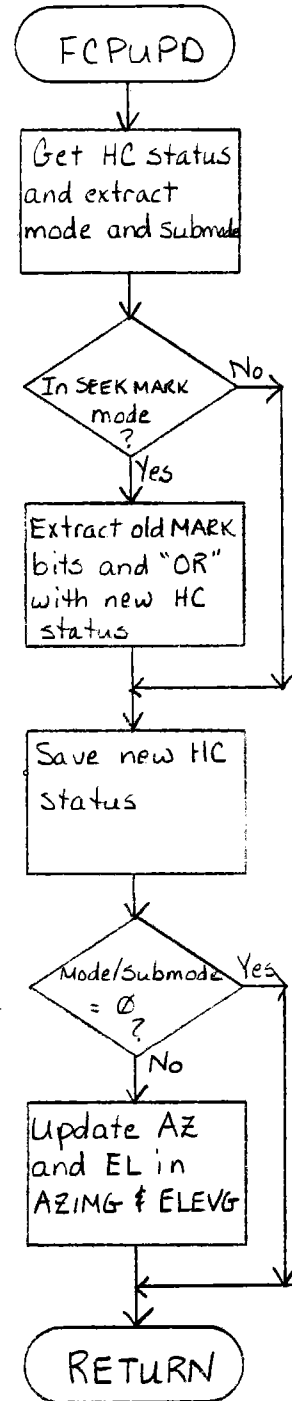 FCPUPD
Get HC status
and extract
mode and submode
In SEEK MARK
mode
?
No
Yes
Extract old MARK
bits and "OR"
with new HC
status
Save new HC
status
Mode/Submode
= Ø
?
Yes
No
Update AZ
and EL in
AZIMG & ELEVG
RETURN